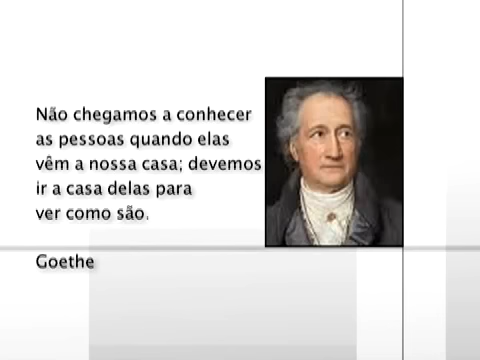 Não chegamos a conhecer
as pessoas quando elas
vêm a nossa casa; devemos
ir a casa delas para
ver como são.
Goethe